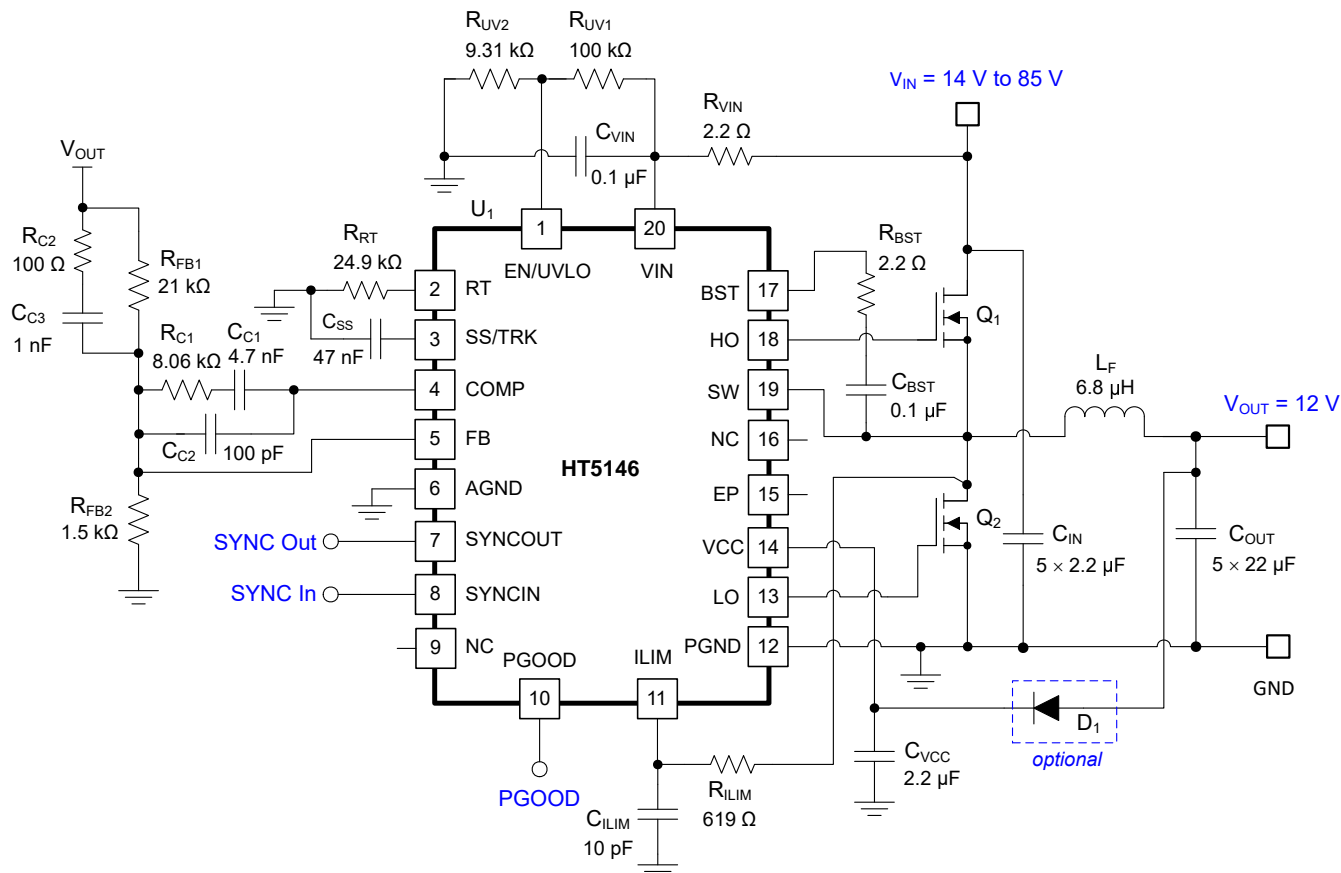 RUV2
9.31 kΩ
RUV1
100 kΩ
VIN = 14 V to 85 V
RVIN
2.2 Ω
CVIN
0.1 µF
VOUT
U1
1
20
EN/UVLO
VIN
RC2
100 Ω
RFB1
21 kΩ
CC3
1 nF
RRT
24.9 kΩ
2
RT
CSS
47 nF
3
SS/TRK
RC1
8.06 kΩ
CC1
4.7 nF
4
COMP
CC2
100 pF
5
FB
HT5146
6
AGND
RFB2
1.5 kΩ
SYNC Out
7
SYNCOUT
SYNC In
8
SYNCIN
9
NC
PGOOD
10
ILIM
11
BST
17
RBST
2.2 Ω
HO
18
Q1
SW
19
CBST
0.1 µF
LF
6.8 µH
VOUT = 12 V
NC
16
EP
15
Q2
VCC
14
CIN
5 × 2.2 µF
COUT
5 × 22 µF
LO
13
PGND
12
GND
D1
optional
CVCC
2.2 µF
PGOOD
RILIM
619 Ω
CILIM
10 pF